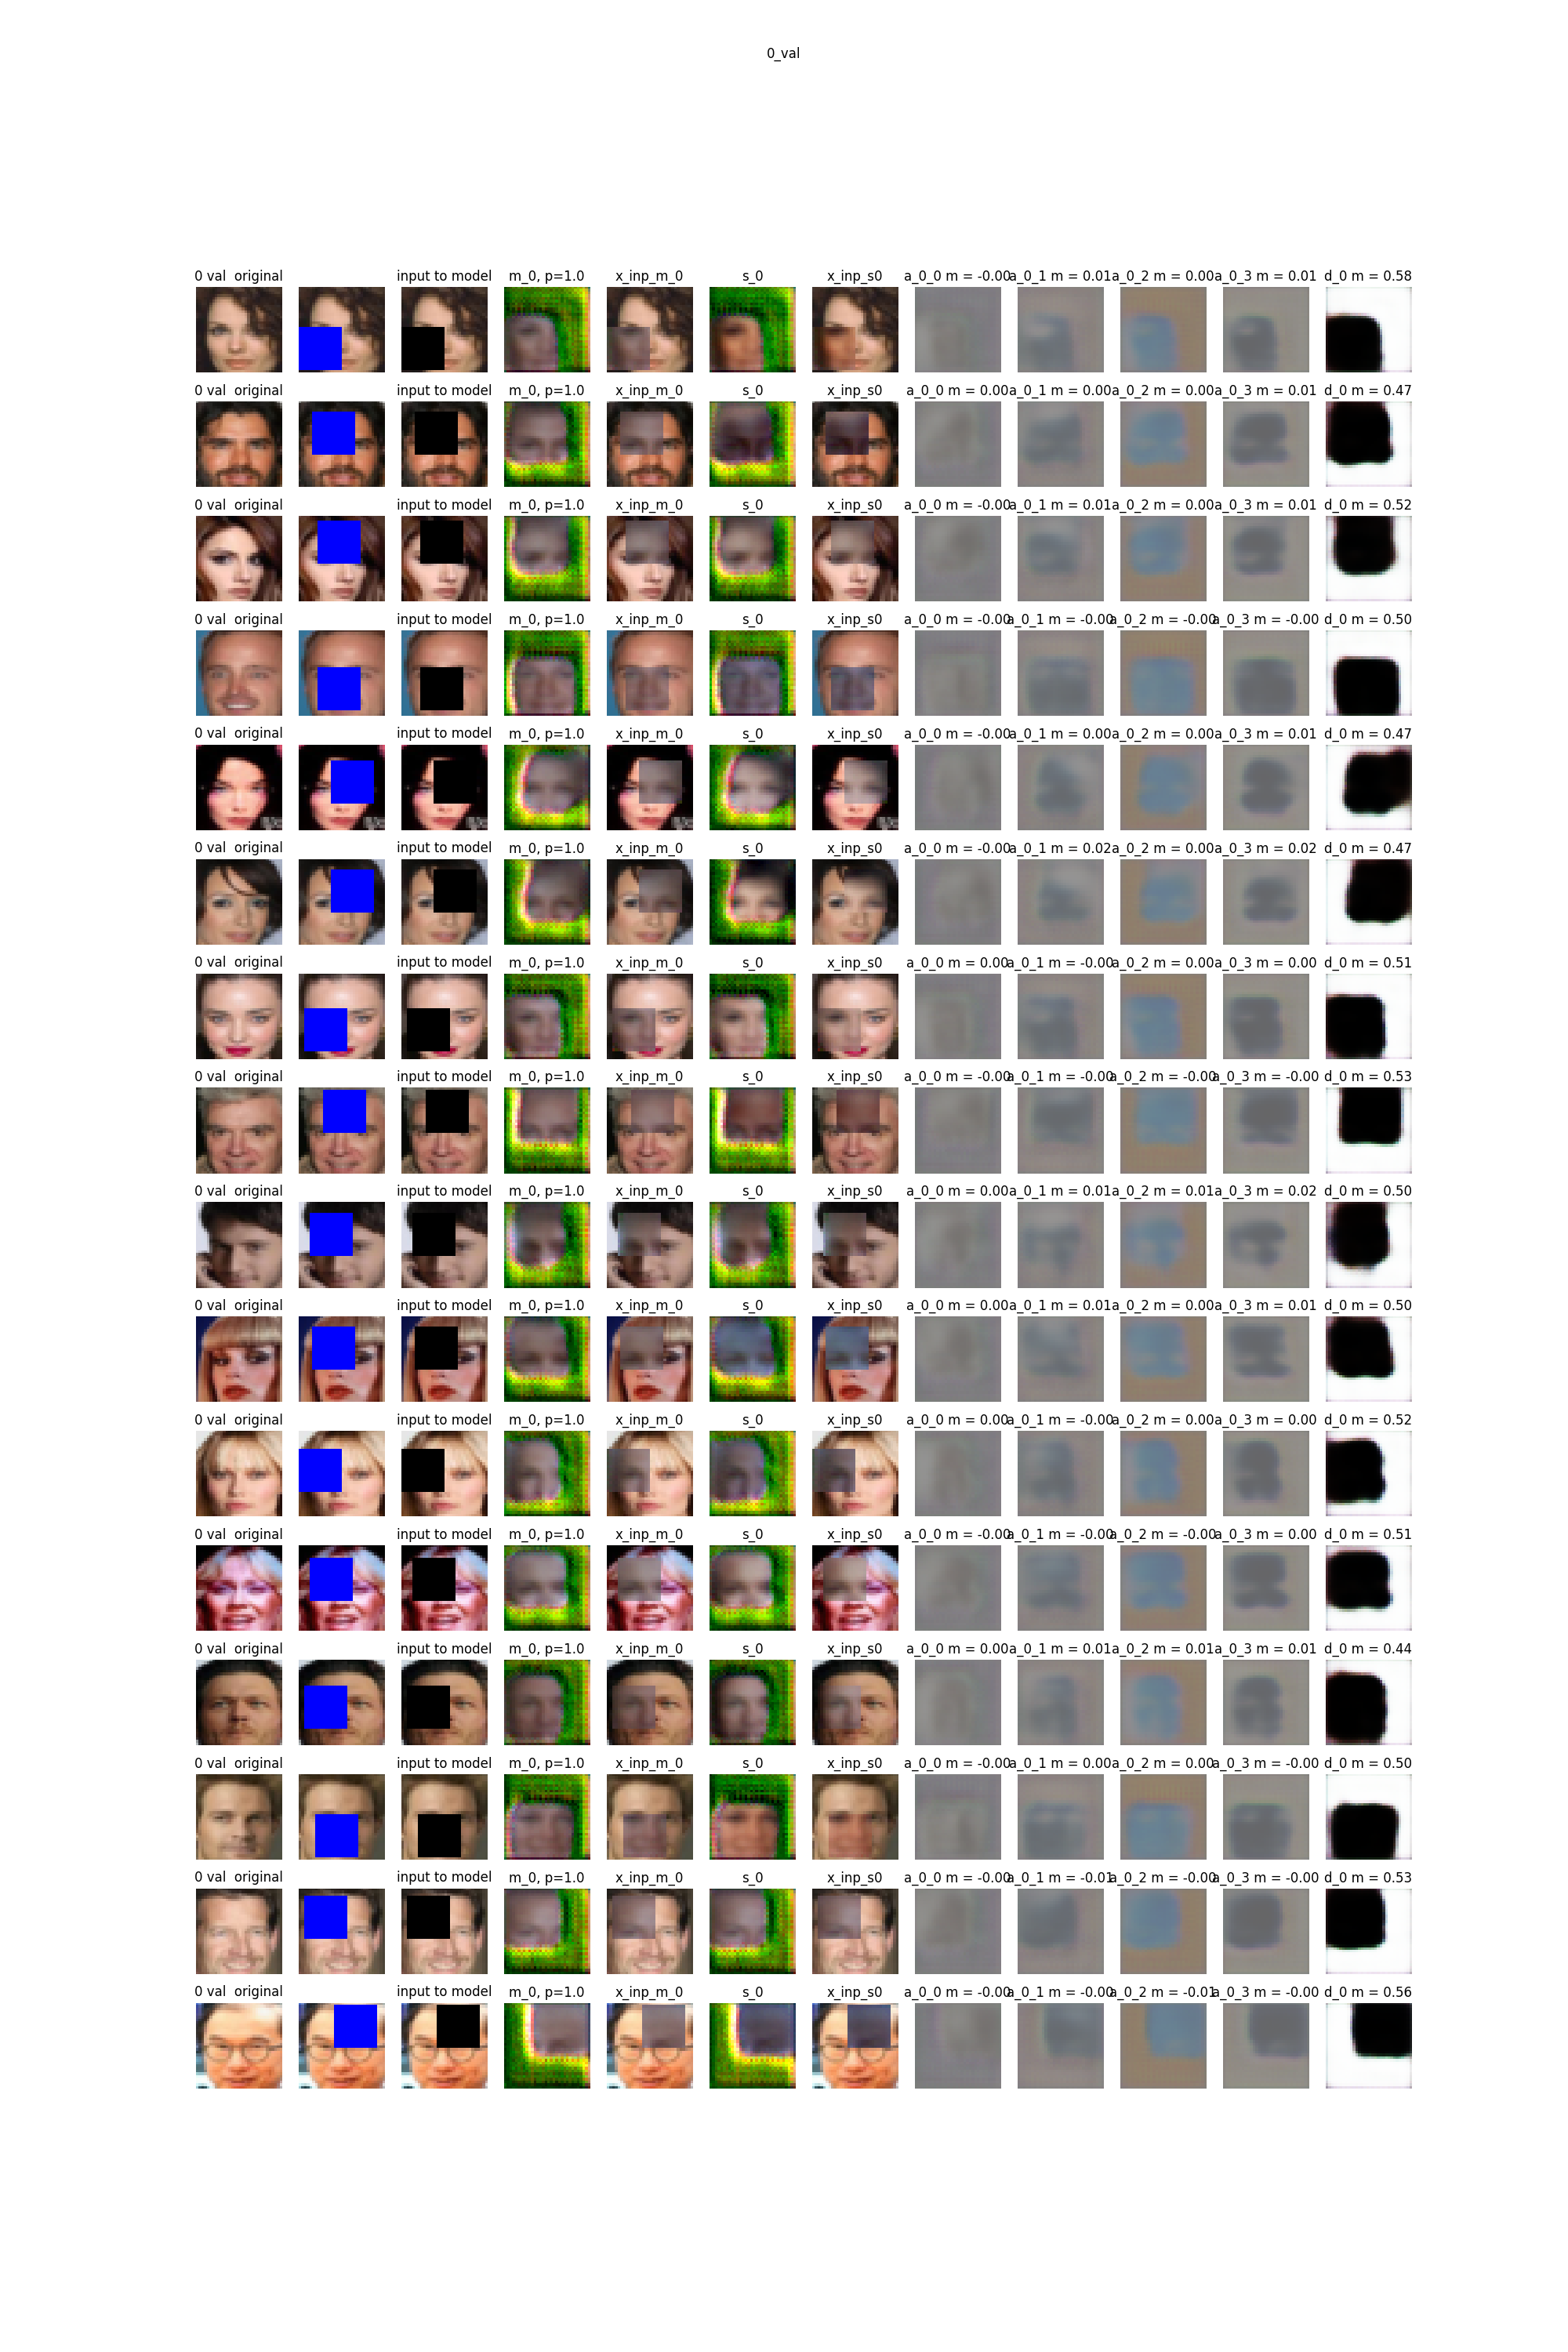 0_val
0 val original input to model m_0, p=1.0 x_inp_m_0 s_0 x_inp_s0 a_0_0 m = -0.00 a_0_1 m = 0.01 a_0_2 m = 0.00 a_0_3 m = 0.01 d_0 m = 0.58
0 val original input to model m_0, p=1.0 x_inp_m_0 s_0 x_inp_s0 a_0_0 m = 0.00 a_0_1 m = 0.00 a_0_2 m = 0.00 a_0_3 m = 0.01 d_0 m = 0.47
0 val original input to model m_0, p=1.0 x_inp_m_0 s_0 x_inp_s0 a_0_0 m = -0.00 a_0_1 m = 0.01 a_0_2 m = 0.00 a_0_3 m = 0.01 d_0 m = 0.52
0 val original input to model m_0, p=1.0 x_inp_m_0 s_0 x_inp_s0 a_0_0 m = -0.00 a_0_1 m = -0.00 a_0_2 m = -0.00 a_0_3 m = -0.00 d_0 m = 0.50
0 val original input to model m_0, p=1.0 x_inp_m_0 s_0 x_inp_s0 a_0_0 m = -0.00 a_0_1 m = 0.00 a_0_2 m = 0.00 a_0_3 m = 0.01 d_0 m = 0.47
0 val original input to model m_0, p=1.0 x_inp_m_0 s_0 x_inp_s0 a_0_0 m = -0.00 a_0_1 m = 0.02 a_0_2 m = 0.00 a_0_3 m = 0.02 d_0 m = 0.47
0 val original input to model m_0, p=1.0 x_inp_m_0 s_0 x_inp_s0 a_0_0 m = 0.00 a_0_1 m = -0.00 a_0_2 m = 0.00 a_0_3 m = 0.00 d_0 m = 0.51
0 val original input to model m_0, p=1.0 x_inp_m_0 s_0 x_inp_s0 a_0_0 m = -0.00 a_0_1 m = -0.00 a_0_2 m = -0.00 a_0_3 m = -0.00 d_0 m = 0.53
0 val original input to model m_0, p=1.0 x_inp_m_0 s_0 x_inp_s0 a_0_0 m = 0.00 a_0_1 m = 0.01 a_0_2 m = 0.01 a_0_3 m = 0.02 d_0 m = 0.50
0 val original input to model m_0, p=1.0 x_inp_m_0 s_0 x_inp_s0 a_0_0 m = 0.00 a_0_1 m = 0.01 a_0_2 m = 0.00 a_0_3 m = 0.01 d_0 m = 0.50
0 val original input to model m_0, p=1.0 x_inp_m_0 s_0 x_inp_s0 a_0_0 m = 0.00 a_0_1 m = -0.00 a_0_2 m = 0.00 a_0_3 m = 0.00 d_0 m = 0.52
0 val original input to model m_0, p=1.0 x_inp_m_0 s_0 x_inp_s0 a_0_0 m = -0.00 a_0_1 m = -0.00 a_0_2 m = -0.00 a_0_3 m = 0.00 d_0 m = 0.51
0 val original input to model m_0, p=1.0 x_inp_m_0 s_0 x_inp_s0 a_0_0 m = 0.00 a_0_1 m = 0.01 a_0_2 m = 0.01 a_0_3 m = 0.01 d_0 m = 0.44
0 val original input to model m_0, p=1.0 x_inp_m_0 s_0 x_inp_s0 a_0_0 m = -0.00 a_0_1 m = 0.00 a_0_2 m = 0.00 a_0_3 m = -0.00 d_0 m = 0.50
0 val original input to model m_0, p=1.0 x_inp_m_0 s_0 x_inp_s0 a_0_0 m = -0.00 a_0_1 m = -0.01 a_0_2 m = -0.00 a_0_3 m = -0.00 d_0 m = 0.53
0 val original input to model m_0, p=1.0 x_inp_m_0 s_0 x_inp_s0 a_0_0 m = -0.00 a_0_1 m = -0.00 a_0_2 m = -0.01 a_0_3 m = -0.00 d_0 m = 0.56